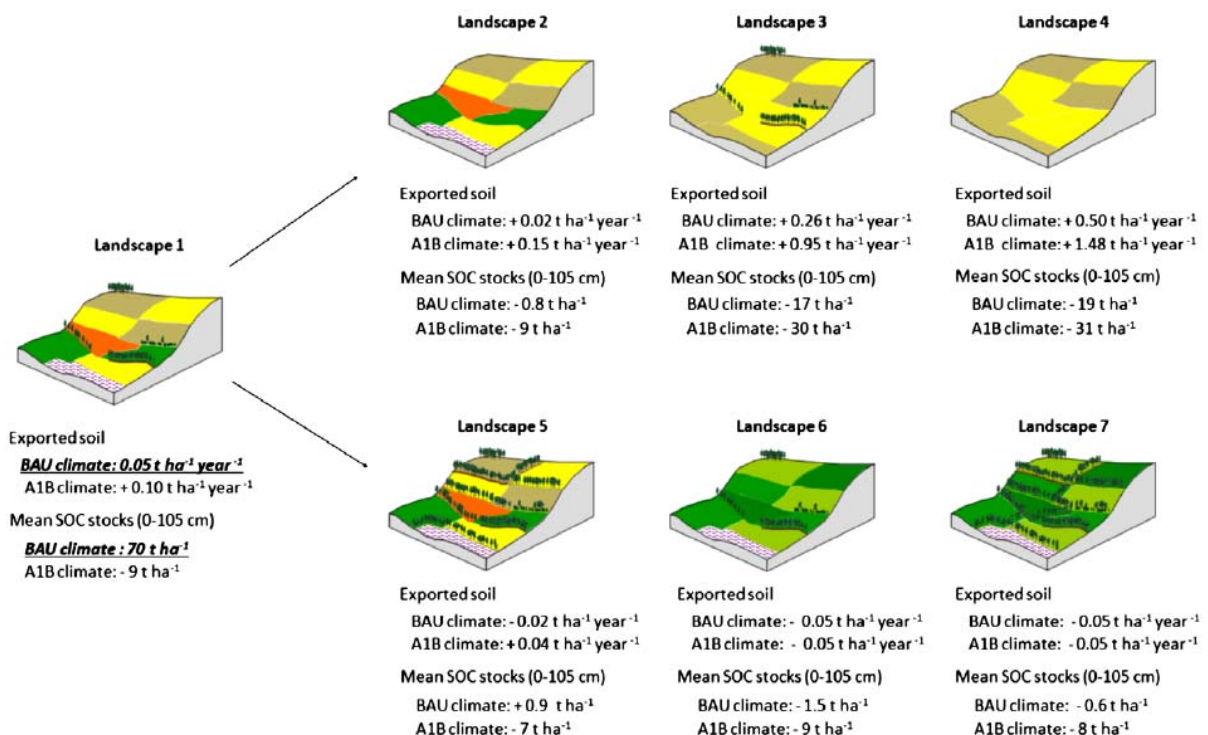 Landscape 2
Exported soil
BAU climate: + 0.02 t ha⁻¹ year⁻¹
A1B climate: + 0.15 t ha⁻¹ year⁻¹
Mean SOC stocks (0-105 cm)
BAU climate: - 0.8 t ha⁻¹
A1B climate: - 9 t ha⁻¹
Landscape 3
Exported soil
BAU climate: + 0.26 t ha⁻¹ year⁻¹
A1B climate: + 0.95 t ha⁻¹ year⁻¹
Mean SOC stocks (0-105 cm)
BAU climate: - 17 t ha⁻¹
A1B climate: - 30 t ha⁻¹
Landscape 4
Exported soil
BAU climate: + 0.50 t ha⁻¹ year⁻¹
A1B climate: + 1.48 t ha⁻¹ year⁻¹
Mean SOC stocks (0-105 cm)
BAU climate: - 19 t ha⁻¹
A1B climate: - 31 t ha⁻¹
Landscape 1
Exported soil
BAU climate: 0.05 t ha⁻¹ year⁻¹
A1B climate: + 0.10 t ha⁻¹ year⁻¹
Mean SOC stocks (0-105 cm)
BAU climate : 70 t ha⁻¹
A1B climate: - 9 t ha⁻¹
Landscape 5
Exported soil
BAU climate: - 0.02 t ha⁻¹ year⁻¹
A1B climate: + 0.04 t ha⁻¹ year⁻¹
Mean SOC stocks (0-105 cm)
BAU climate: + 0.9 t ha⁻¹
A1B climate: - 7 t ha⁻¹
Landscape 6
Exported soil
BAU climate: - 0.05 t ha⁻¹ year⁻¹
A1B climate: - 0.05 t ha⁻¹ year⁻¹
Mean SOC stocks (0-105 cm)
BAU climate: - 1.5 t ha⁻¹
A1B climate: - 9 t ha⁻¹
Landscape 7
Exported soil
BAU climate: - 0.05 t ha⁻¹ year⁻¹
A1B climate: - 0.05 t ha⁻¹ year⁻¹
Mean SOC stocks (0-105 cm)
BAU climate: - 0.6 t ha⁻¹
A1B climate: - 8 t ha⁻¹